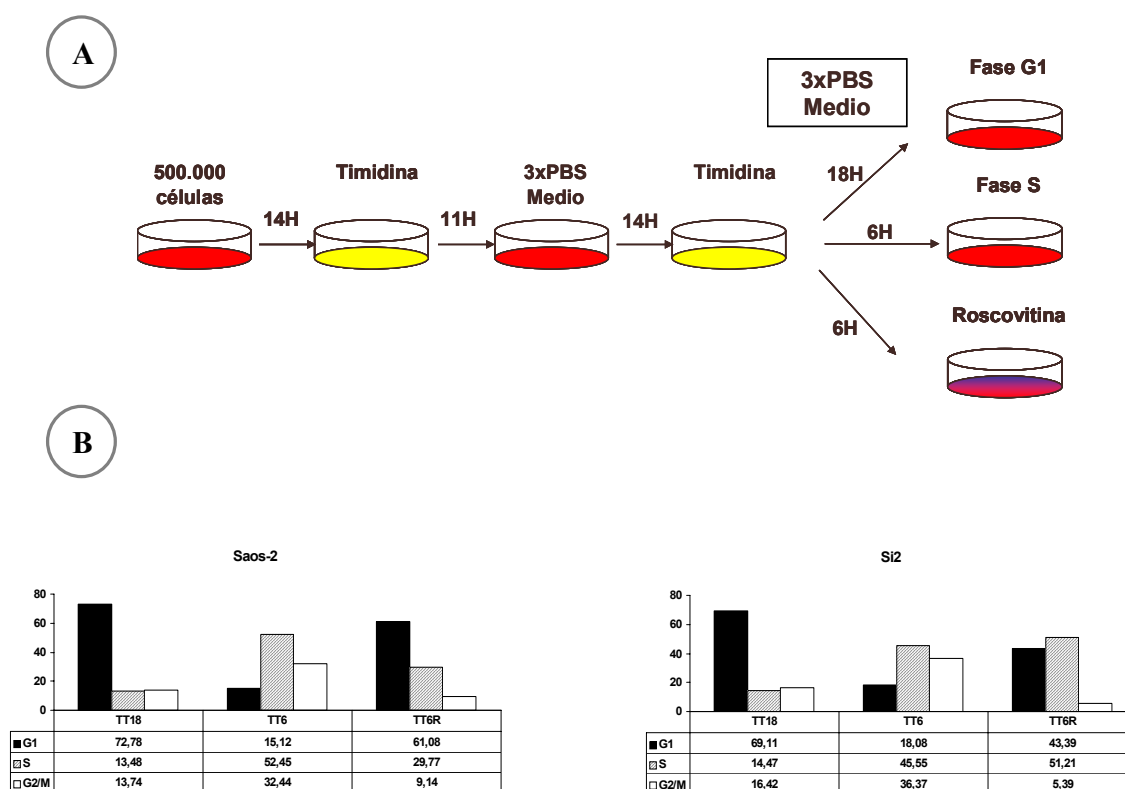 A
3xPBS
Medio
Fase G1
500.000
células
Timidina
3xPBS
Medio
Timidina
14H
11H
14H
18H
Fase S
6H
Roscovitina
6H
B
Saos-2
80
60
40
20
0
TT18 TT6 TT6R
G1 72,78 15,12 61,08
S 13,48 52,45 29,77
G2/M 13,74 32,44 9,14
Si2
80
60
40
20
0
TT18 TT6 TT6R
G1 69,11 18,08 43,39
S 14,47 45,55 51,21
G2/M 16,42 36,37 5,39